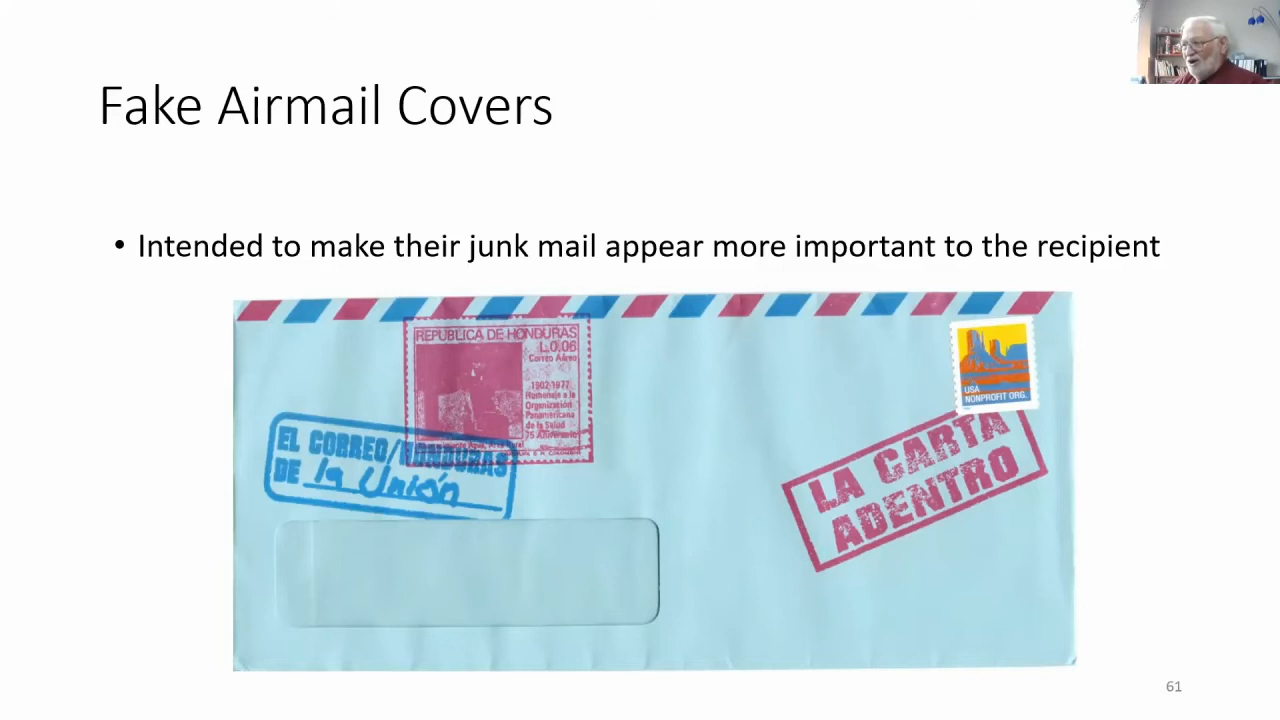 Fake Airmail Covers
• Intended to make their junk mail appear more important to the recipient
REPUBLICA DE HONDURAS
L.0.06
Correo Aéreo
1902-1977
Homenaje a la
Organización
Panamericana
de la Salud
75 Aniversario
USA
NONPROFIT ORG.
EL CORREO/HONDURAS
DE la Unión
LA CARTA
ADENTRO
61